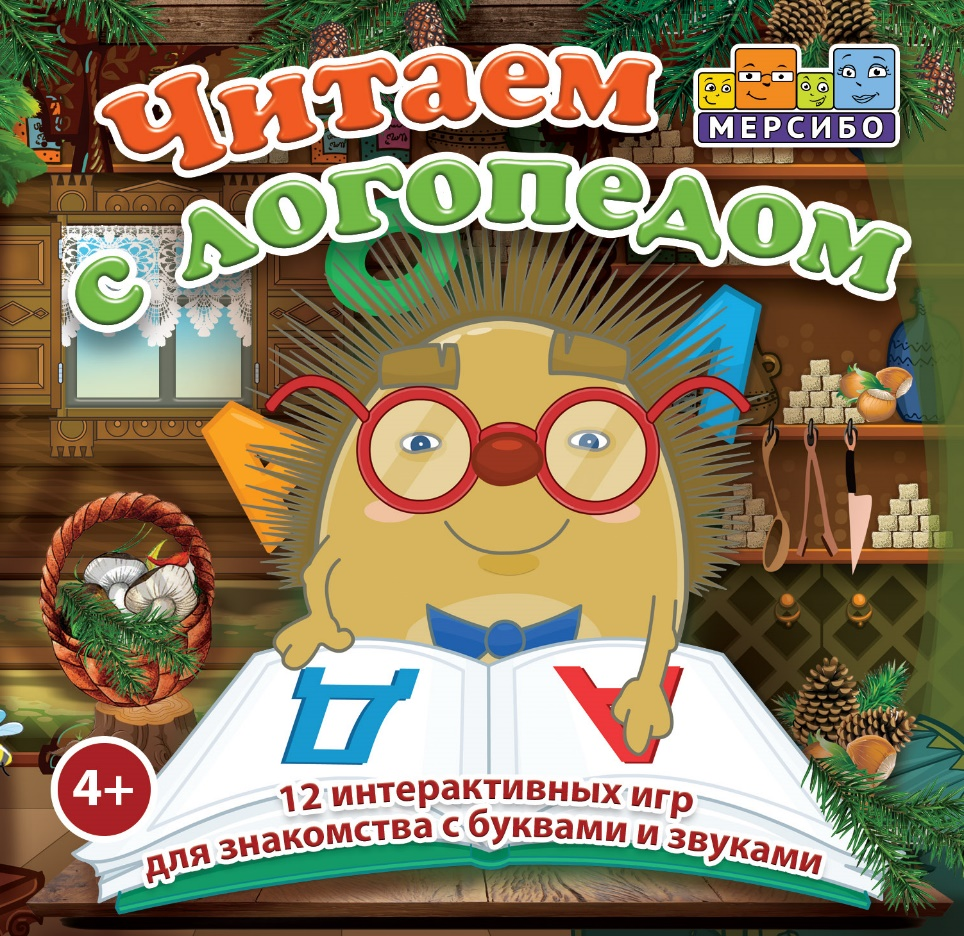 Читаем
МЕРСИБО
с логопедом
Д А
4+
12 интерактивных игр
для знакомства с буквами и звуками